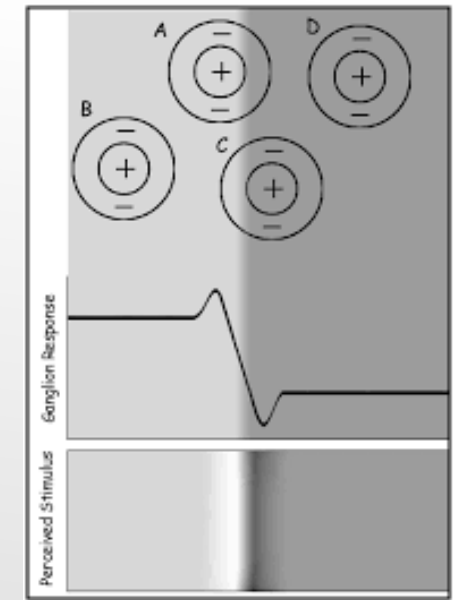 A
D
B
C
− + −
− + −
− + −
− + −
Ganglion Response
Perceived Stimulus